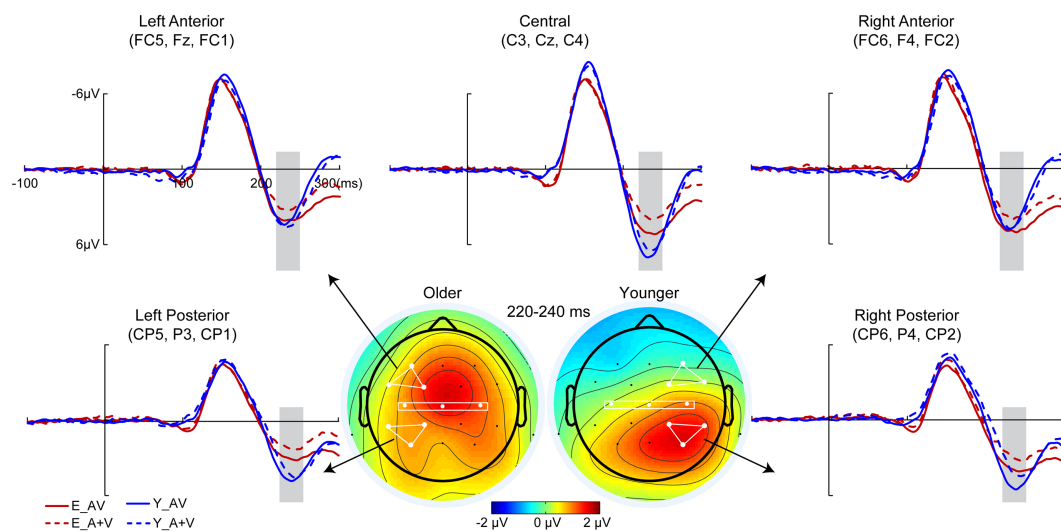 Left Anterior
(FC5, Fz, FC1)
Central
(C3, Cz, C4)
Right Anterior
(FC6, F4, FC2)
-6µV
-100
100
200
300(ms)
6µV
Left Posterior
(CP5, P3, CP1)
Older
220-240 ms
Younger
Right Posterior
(CP6, P4, CP2)
E_AV
Y_AV
E_A+V
Y_A+V
-2 µV
0 µV
2 µV